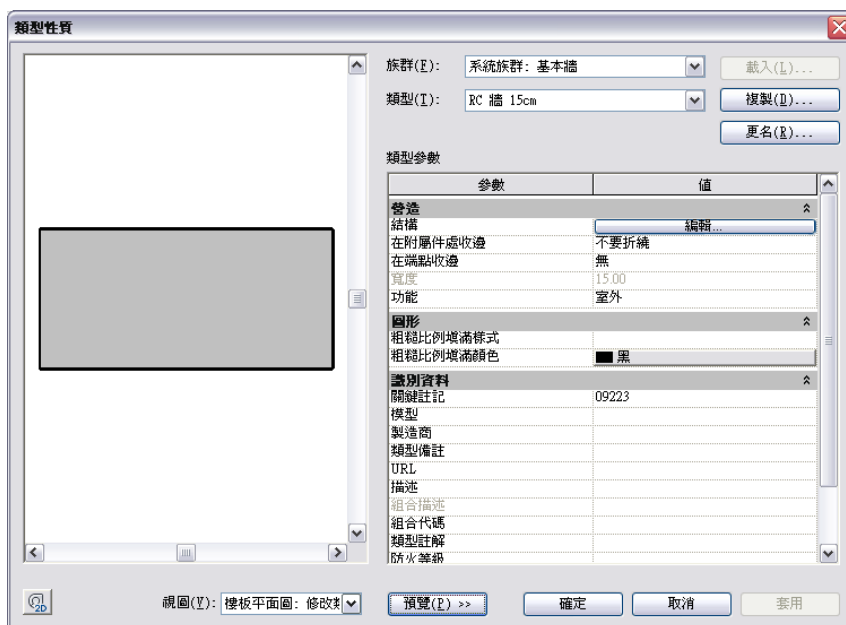 類型性質
族群(F): 系統族群: 基本牆 載入(L)...
類型(T): RC 牆 15cm 複製(D)...
更名(R)...
類型參數
參數 值
營造
結構 編輯...
在附屬件處收邊 不要折繞
在端點收邊 無
寬度 15.00
功能 室外
圖形
粗糙比例填滿樣式
粗糙比例填滿顏色 黑
識別資料
關鍵註記 09223
模型
製造商
類型備註
URL
描述
組合描述
組合代碼
類型註解
防火等級
2D 視圖(V): 樓板平面圖: 修改 預覽(P) >> 確定 取消 套用